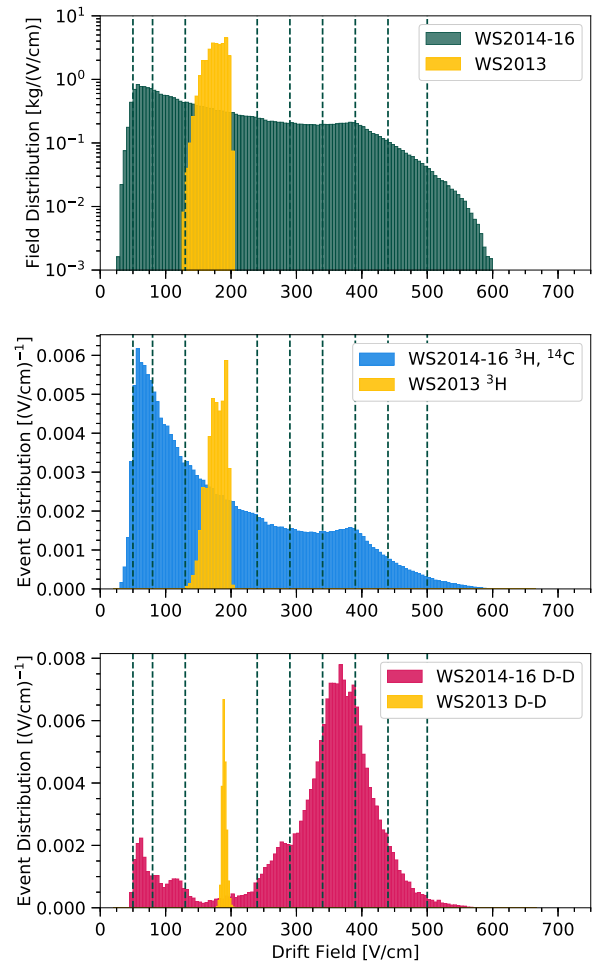 Field Distribution [kg/(V/cm)]
10¹
10⁰
10⁻¹
10⁻²
10⁻³
WS2014-16
WS2013
0 100 200 300 400 500 600 700
Event Distribution [(V/cm)⁻¹]
0.006
0.005
0.004
0.003
0.002
0.001
0.000
WS2014-16 ³H, ¹⁴C
WS2013 ³H
0 100 200 300 400 500 600 700
Event Distribution [(V/cm)⁻¹]
0.008
0.006
0.004
0.002
0.000
WS2014-16 D-D
WS2013 D-D
0 100 200 300 400 500 600 700
Drift Field [V/cm]